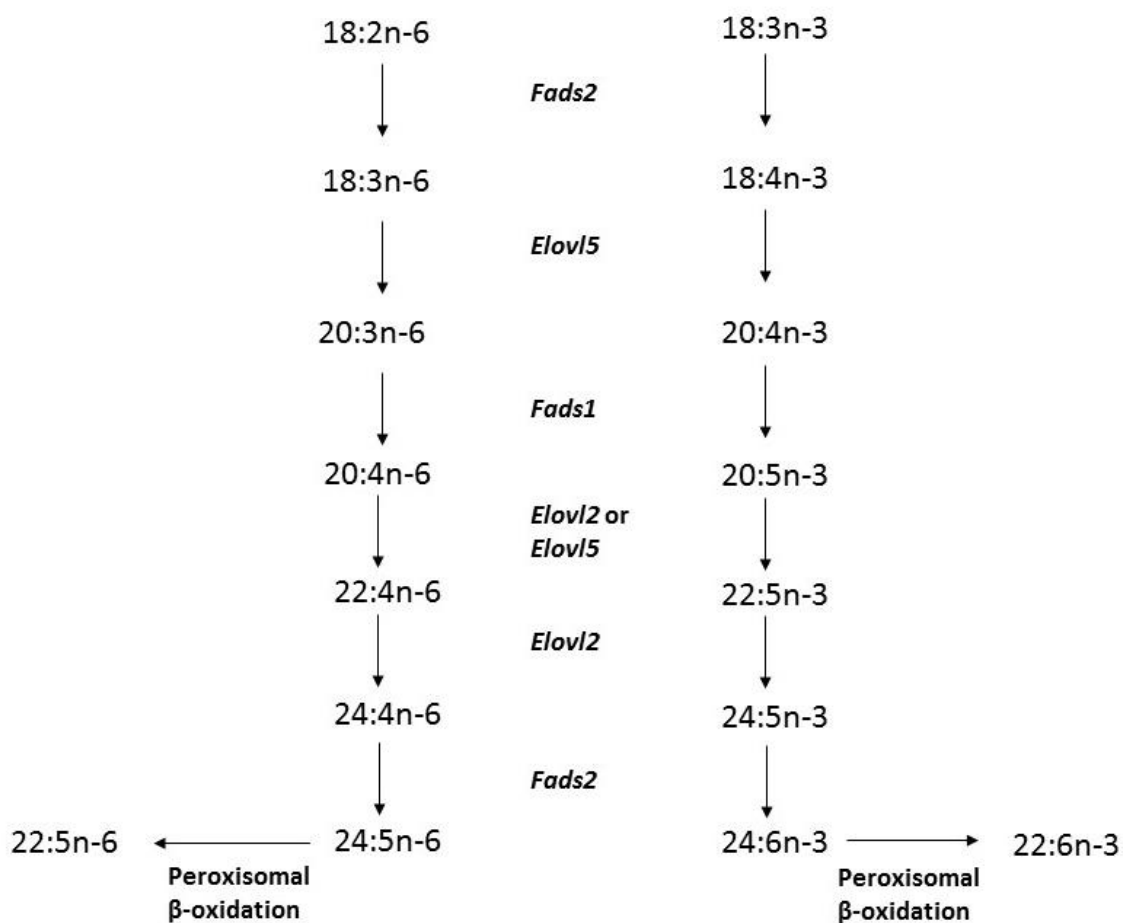 18:2n-6
18:3n-3
Fads2
18:3n-6
18:4n-3
Elovl5
20:3n-6
20:4n-3
Fads1
20:4n-6
20:5n-3
Elovl2 or
Elovl5
22:4n-6
22:5n-3
Elovl2
24:4n-6
24:5n-3
Fads2
22:5n-6
24:5n-6
24:6n-3
22:6n-3
Peroxisomal
β-oxidation
Peroxisomal
β-oxidation